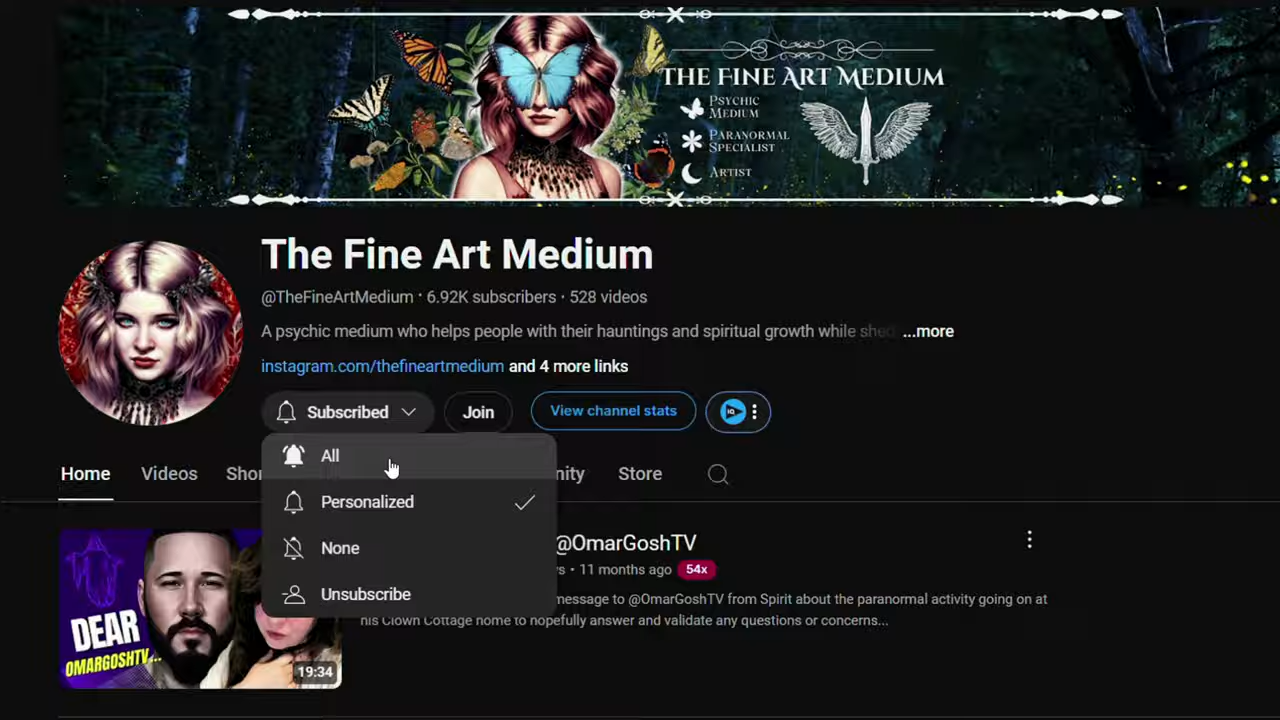 THE FINE ART MEDIUM
PSYCHIC
MEDIUM
PARANORMAL
SPECIALIST
ARTIST
The Fine Art Medium
@TheFineArtMedium · 6.92K subscribers · 528 videos
A psychic medium who helps people with their hauntings and spiritual growth while shed ...more
instagram.com/thefineartmedium and 4 more links
Subscribed
Join
View channel stats
IQ
All
Personalized
None
Unsubscribe
Home
Videos
Shor
nity
Store
@OmarGoshTV
s • 11 months ago 54x
message to @OmarGoshTV from Spirit about the paranormal activity going on at
his Clown Cottage home to hopefully answer and validate any questions or concerns...
DEAR
OMARGOSHTV...
19:34